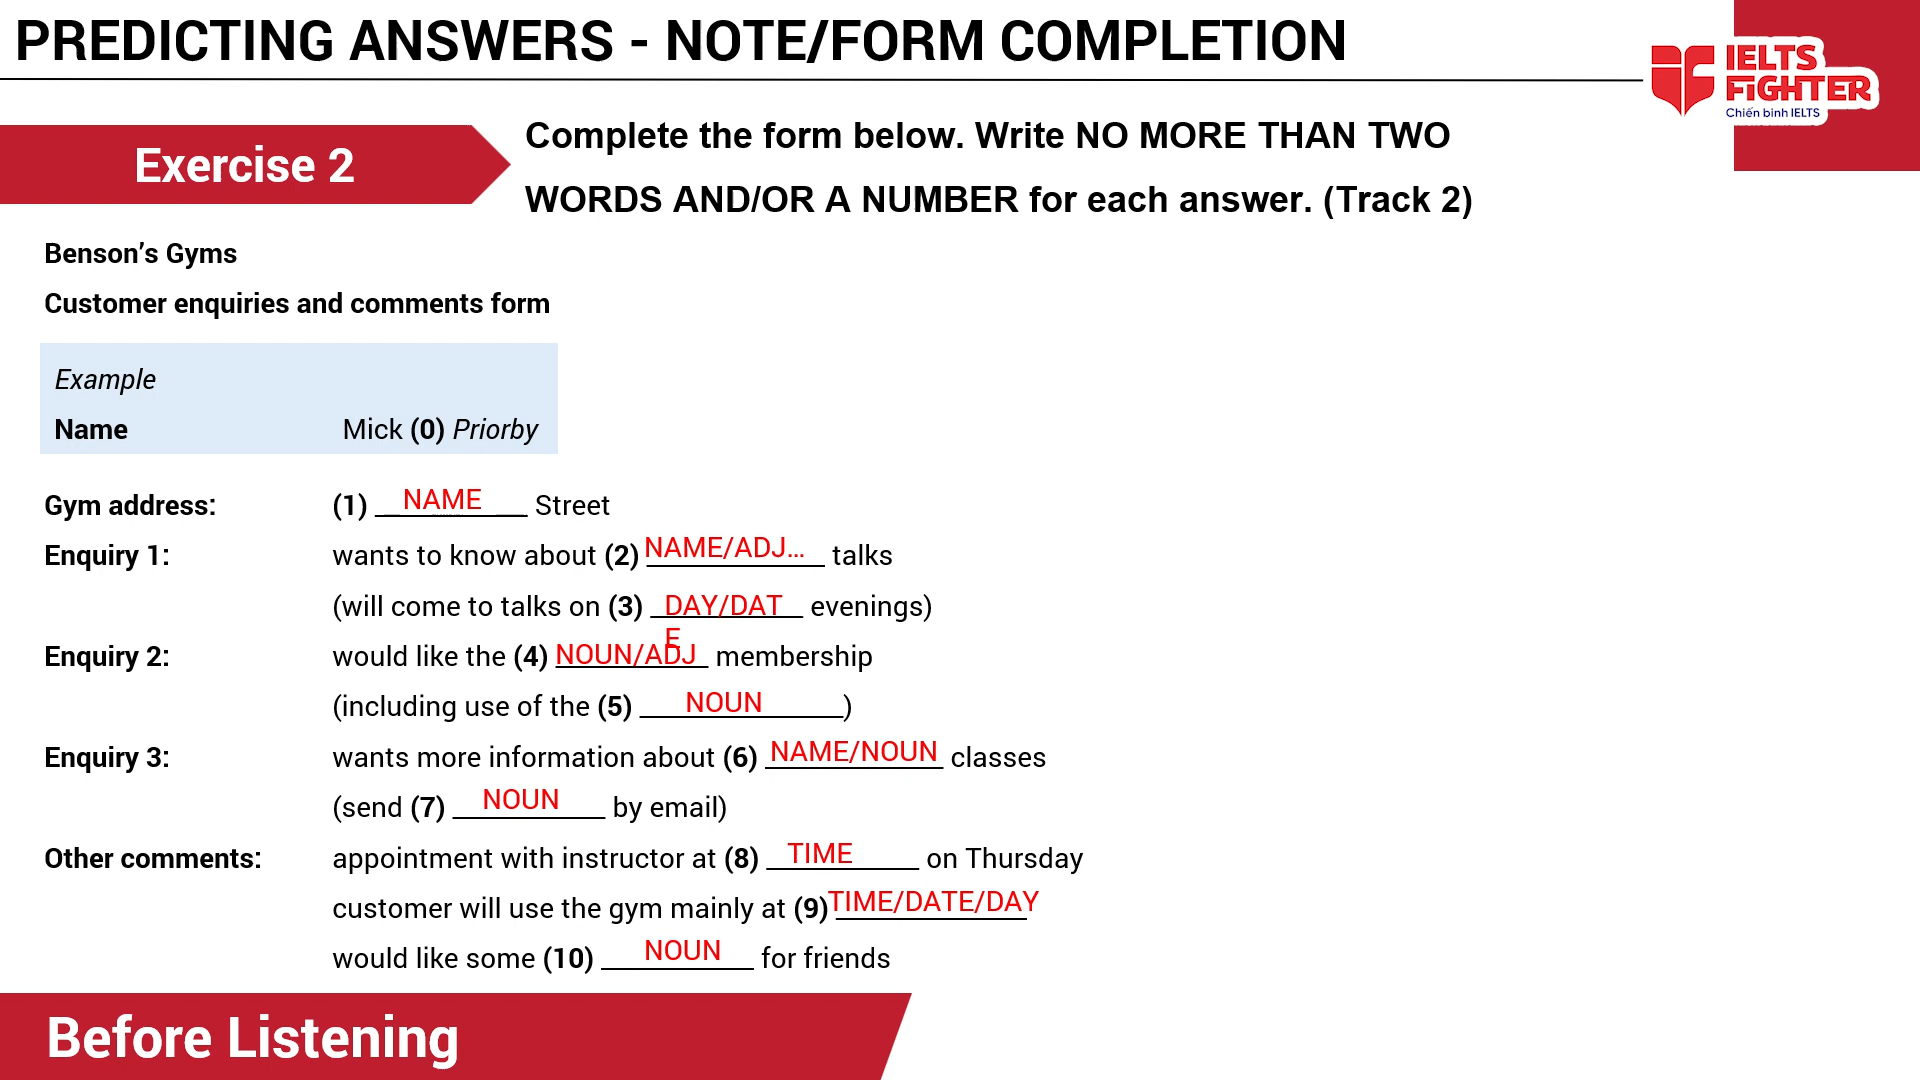 PREDICTING ANSWERS - NOTE/FORM COMPLETION
IELTS
FIGHTER
Chiến binh IELTS
Exercise 2
Complete the form below. Write NO MORE THAN TWO
WORDS AND/OR A NUMBER for each answer. (Track 2)
Benson’s Gyms
Customer enquiries and comments form
Example
Name Mick (0) Priorby
Gym address: (1) NAME Street
Enquiry 1: wants to know about (2) NAME/ADJ... talks
(will come to talks on (3) DAY/DAT evenings)
E
Enquiry 2: would like the (4) NOUN/ADJ membership
(including use of the (5) NOUN)
Enquiry 3: wants more information about (6) NAME/NOUN classes
(send (7) NOUN by email)
Other comments: appointment with instructor at (8) TIME on Thursday
customer will use the gym mainly at (9) TIME/DATE/DAY
would like some (10) NOUN for friends
Before Listening